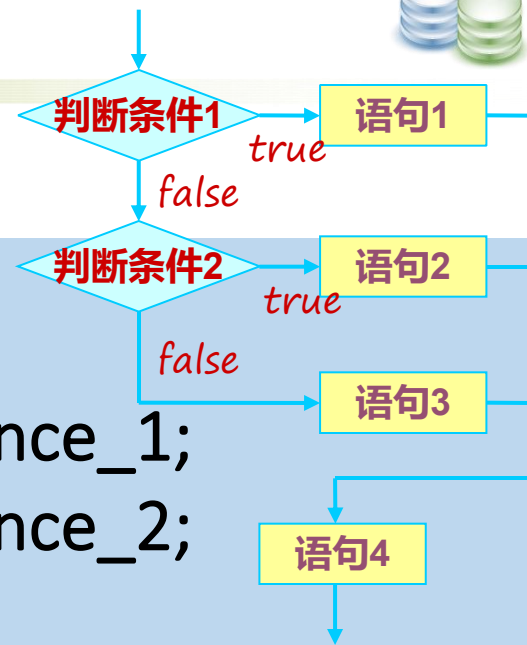 判断条件1
语句1
true
false
判断条件2
语句2
true
false
语句3
nce_1;
nce_2;
语句4